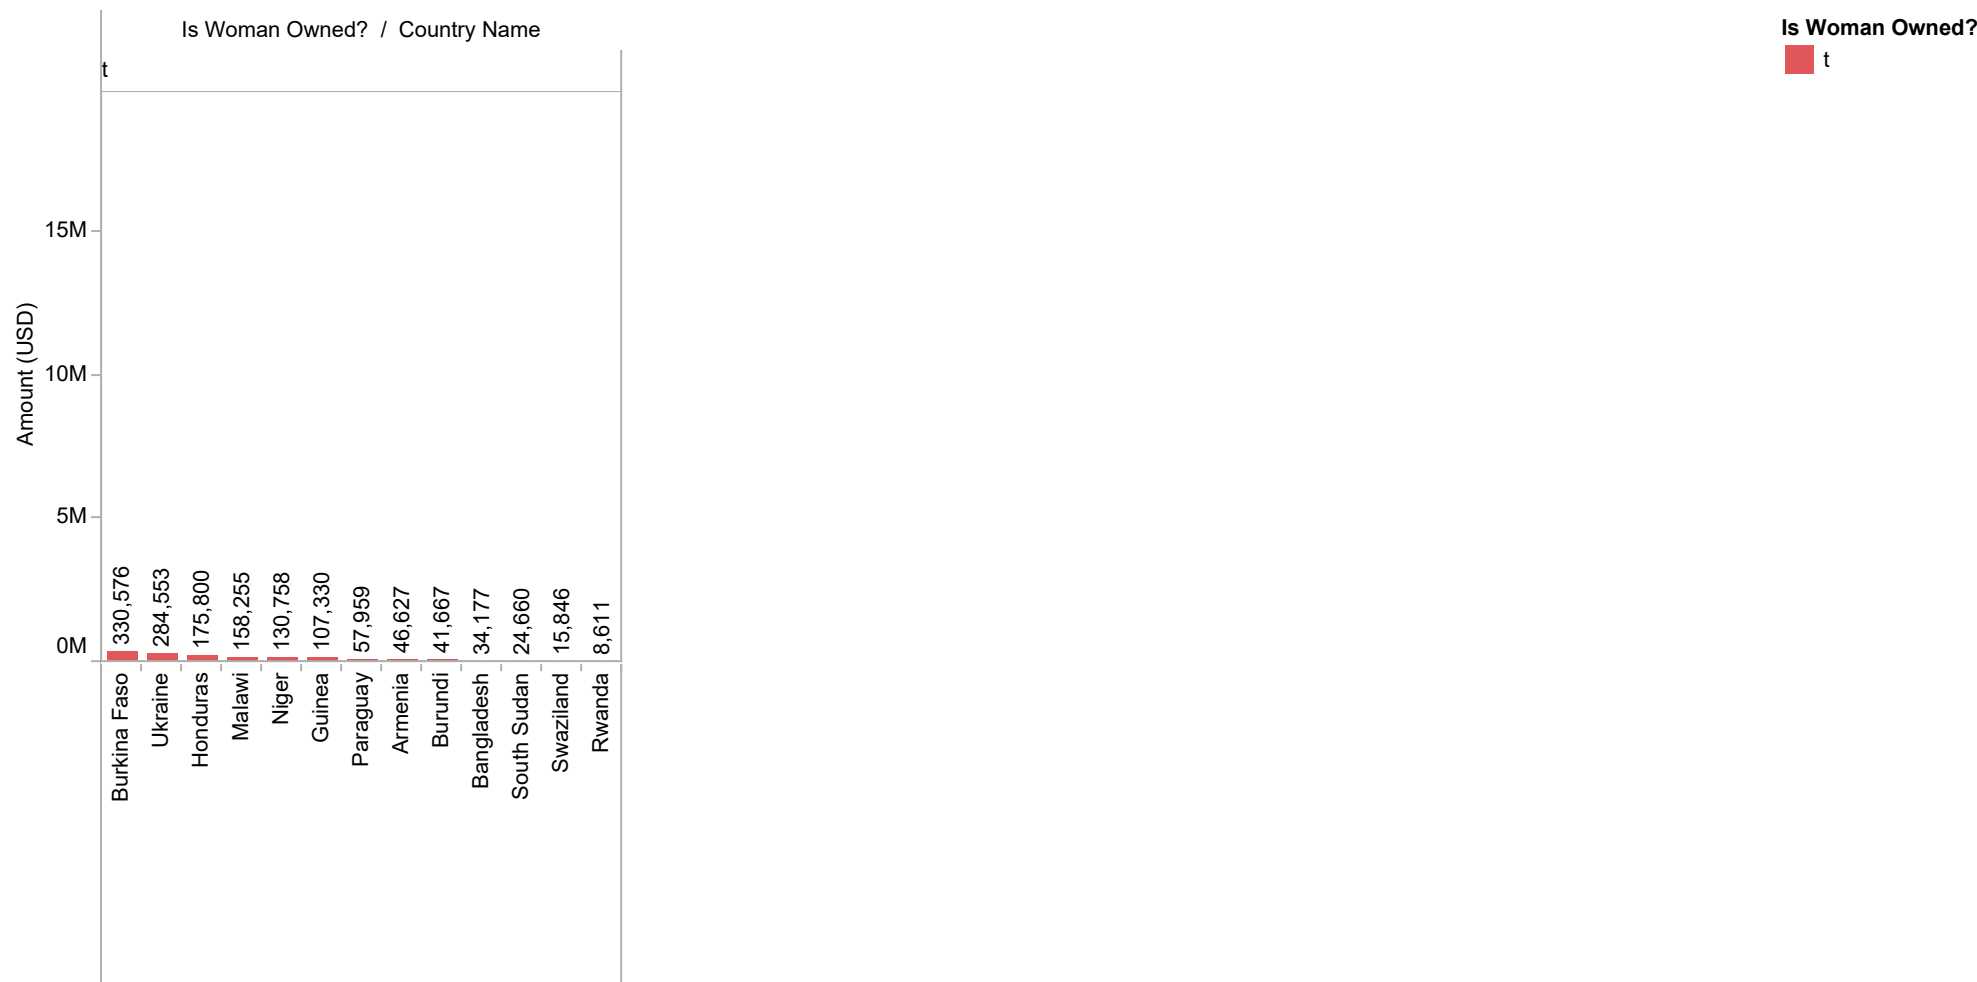 Is Woman Owned? / Country Name
Is Woman Owned?
t
t
Amount (USD)
15M
10M
5M
0M
330,576
284,553
175,800
158,255
130,758
107,330
57,959
46,627
41,667
34,177
24,660
15,846
8,611
Burkina Faso
Ukraine
Honduras
Malawi
Niger
Guinea
Paraguay
Armenia
Burundi
Bangladesh
South Sudan
Swaziland
Rwanda